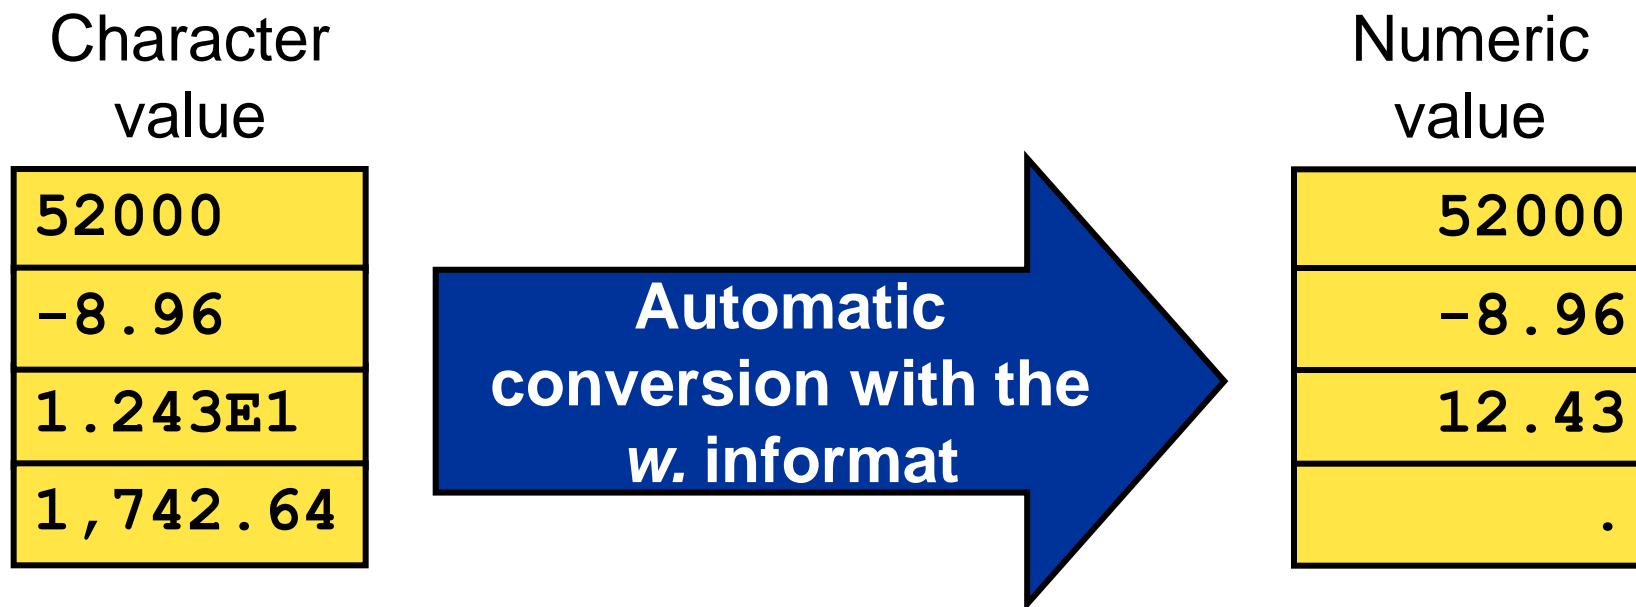 Character
value
52000
-8.96
1.243E1
1,742.64
Automatic
conversion with the
w. informat
Numeric
value
52000
-8.96
12.43
.